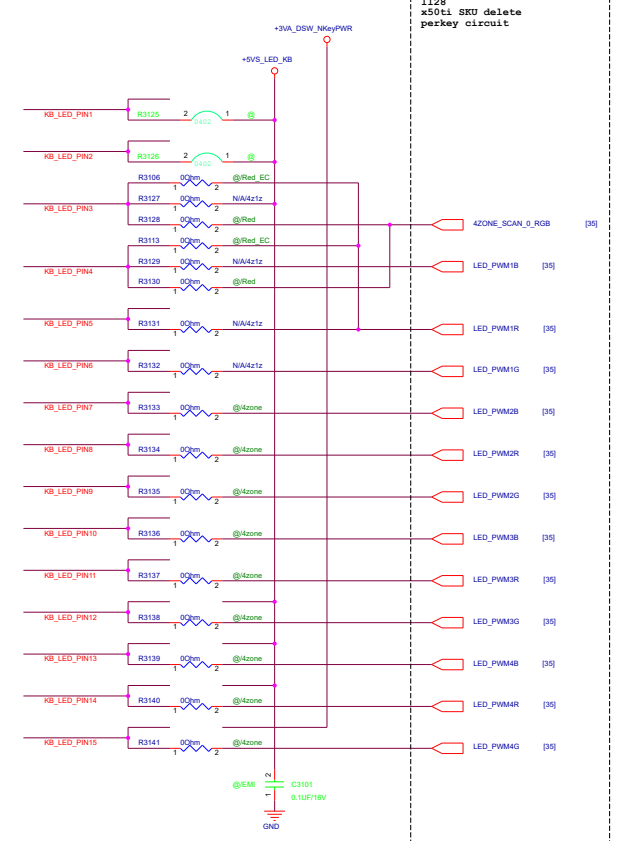 1128
x50ti SKU delete
perkey circuit
+3VA_DSW_NKeyPWR
+5VS_LED_KB
KB_LED_PIN1 R3125 2 0402 1 @
KB_LED_PIN2 R3126 2 0402 1 @
R3106 0Ohm @/Red_EC 1 2
KB_LED_PIN3 R3127 0Ohm N/A/4z1z 1 2
R3128 0Ohm @/Red 1 2 4ZONE_SCAN_0_RGB [35]
R3113 0Ohm @/Red_EC 1 2
KB_LED_PIN4 R3129 0Ohm N/A/4z1z 1 2 LED_PWM1B [35]
R3130 0Ohm @/Red 1 2
KB_LED_PIN5 R3131 0Ohm N/A/4z1z 1 2 LED_PWM1R [35]
KB_LED_PIN6 R3132 0Ohm N/A/4z1z 1 2 LED_PWM1G [35]
KB_LED_PIN7 R3133 0Ohm @/4zone 1 2 LED_PWM2B [35]
KB_LED_PIN8 R3134 0Ohm @/4zone 1 2 LED_PWM2R [35]
KB_LED_PIN9 R3135 0Ohm @/4zone 1 2 LED_PWM2G [35]
KB_LED_PIN10 R3136 0Ohm @/4zone 1 2 LED_PWM3B [35]
KB_LED_PIN11 R3137 0Ohm @/4zone 1 2 LED_PWM3R [35]
KB_LED_PIN12 R3138 0Ohm @/4zone 1 2 LED_PWM3G [35]
KB_LED_PIN13 R3139 0Ohm @/4zone 1 2 LED_PWM4B [35]
KB_LED_PIN14 R3140 0Ohm @/4zone 1 2 LED_PWM4R [35]
KB_LED_PIN15 R3141 0Ohm @/4zone 1 2 LED_PWM4G [35]
@/EMI 2 1 C3101
0.1UF/16V
GND